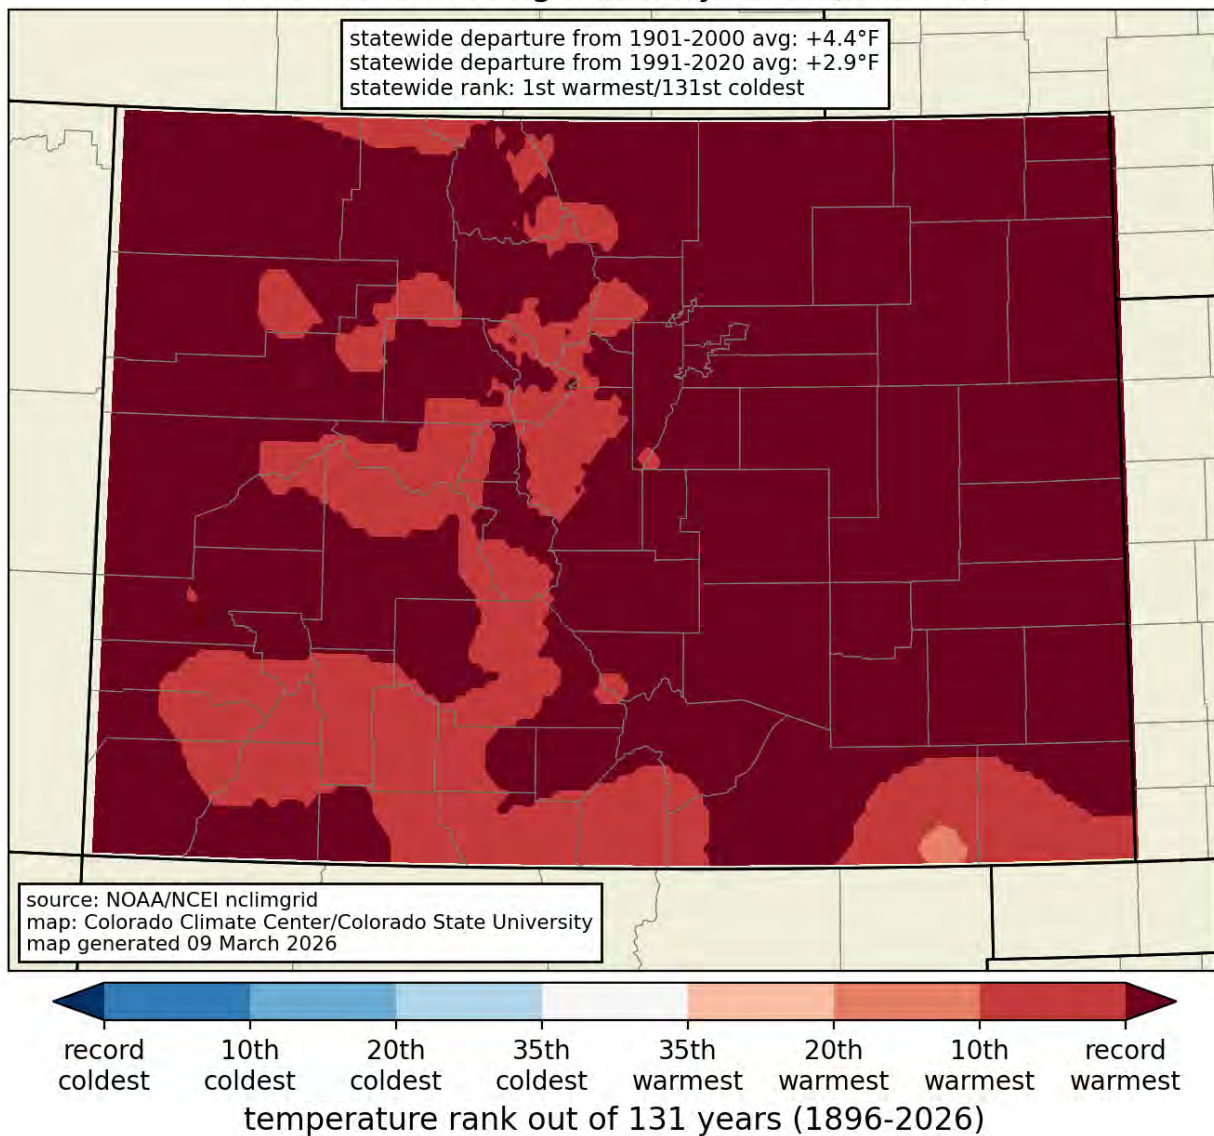 statewide departure from 1901-2000 avg: +4.4°F
statewide departure from 1991-2020 avg: +2.9°F
statewide rank: 1st warmest/131st coldest
source: NOAA/NCEI nclimgrid
map: Colorado Climate Center/Colorado State University
map generated 09 March 2026
record coldest
10th coldest
20th coldest
35th coldest
35th warmest
20th warmest
10th warmest
record warmest
temperature rank out of 131 years (1896-2026)